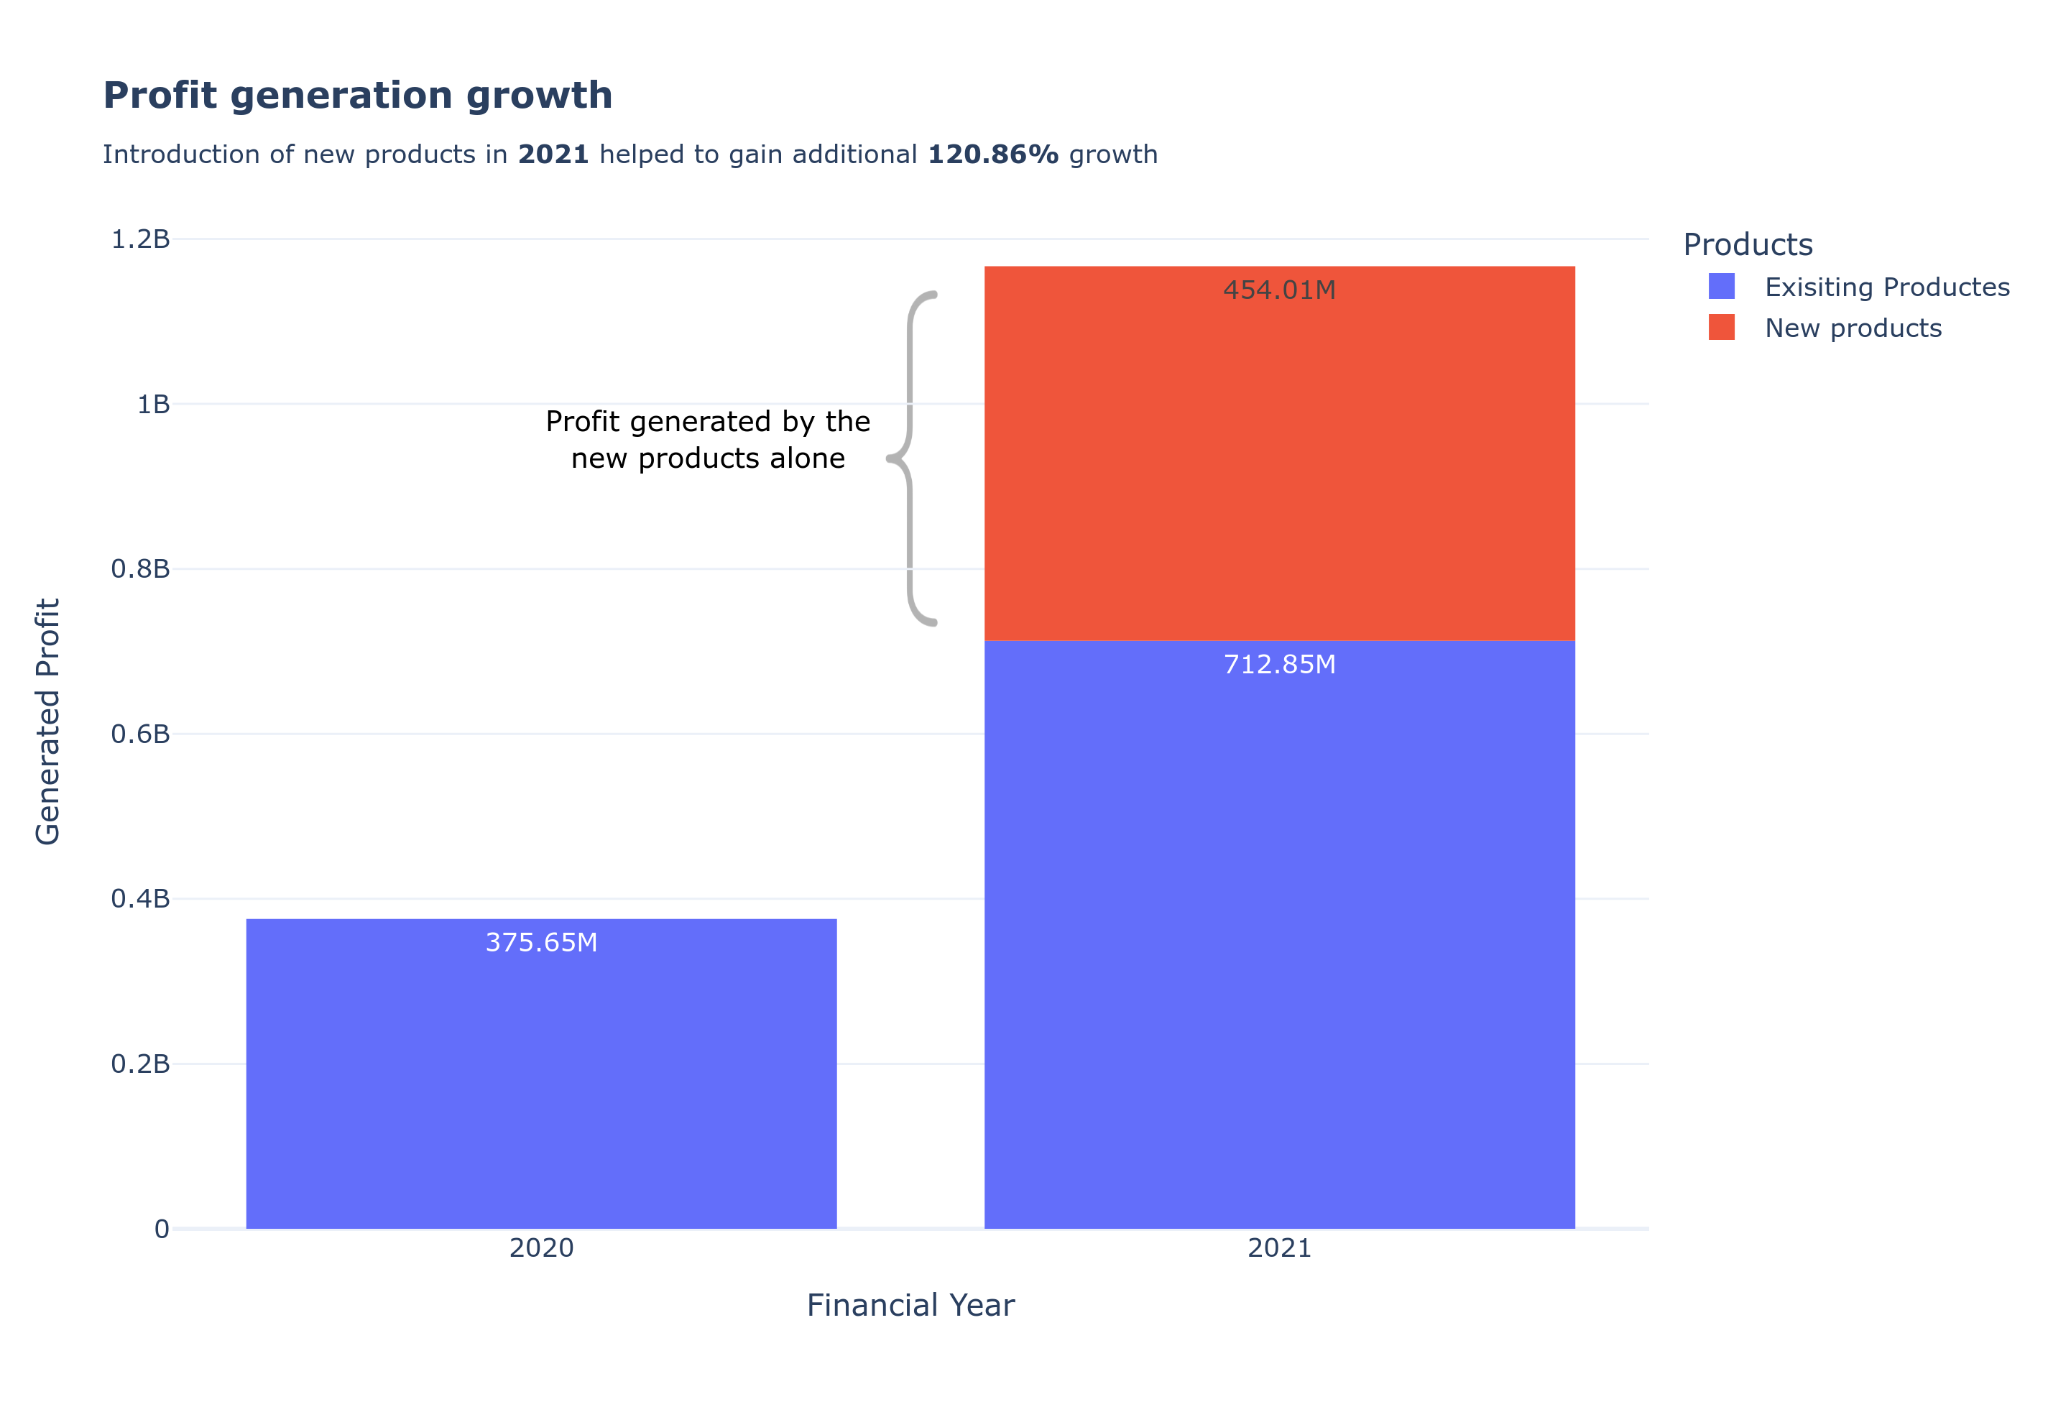 Profit generation growth
Introduction of new products in 2021 helped to gain additional 120.86% growth
Products
Exisiting Productes
New products
1.2B
1B
0.8B
0.6B
0.4B
0.2B
0
Generated Profit
454.01M
Profit generated by the
new products alone
712.85M
375.65M
2020
2021
Financial Year